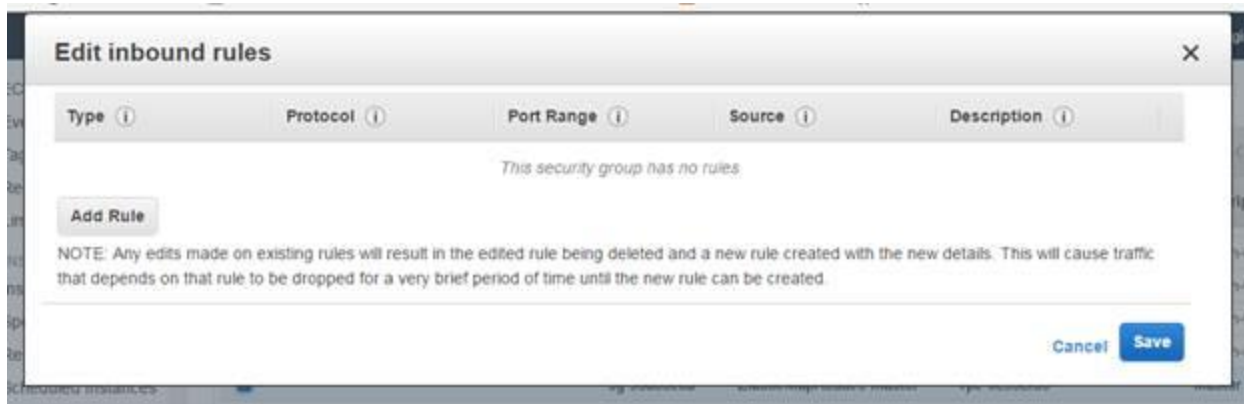 Edit inbound rules
Type Protocol Port Range Source Description
This security group has no rules
Add Rule
NOTE: Any edits made on existing rules will result in the edited rule being deleted and a new rule created with the new details. This will cause traffic
that depends on that rule to be dropped for a very brief period of time until the new rule can be created.
Cancel Save
Scheduled Instances